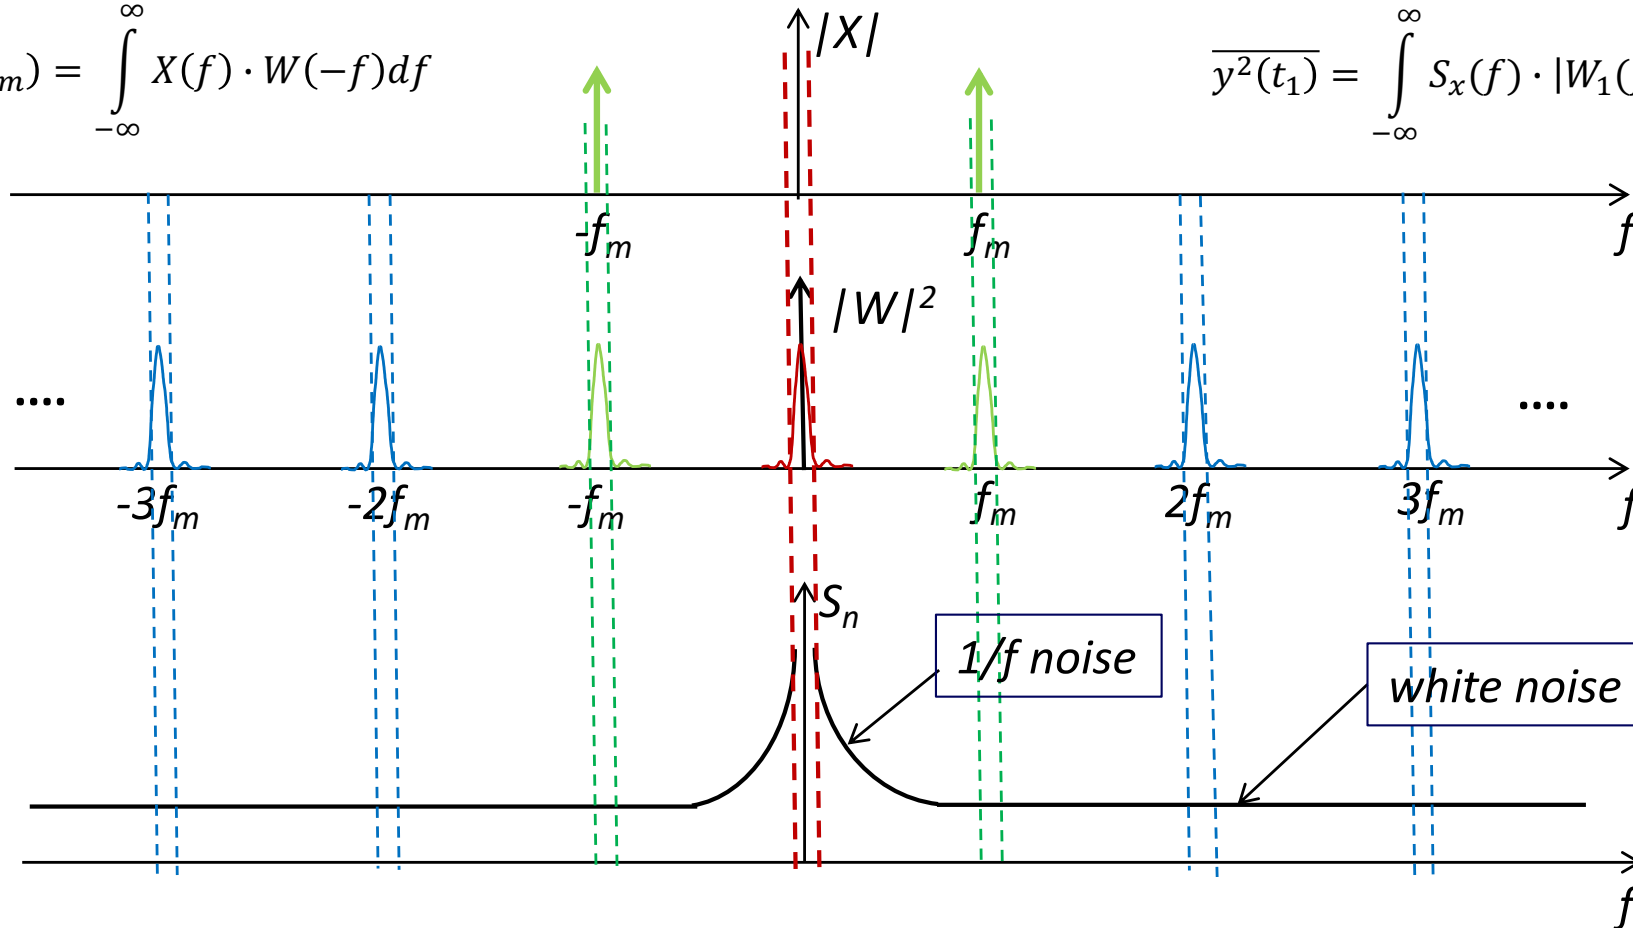 m) = ∫_{-∞}^{∞} X(f) · W(−f)df
|X|
\overline{y²(t₁)} = ∫_{-∞}^{∞} Sₓ(f) · |W₁(
-fm
fm
f
|W|²
....
....
-3fm
-2fm
-fm
fm
2fm
3fm
f
Sn
1/f noise
white noise
f